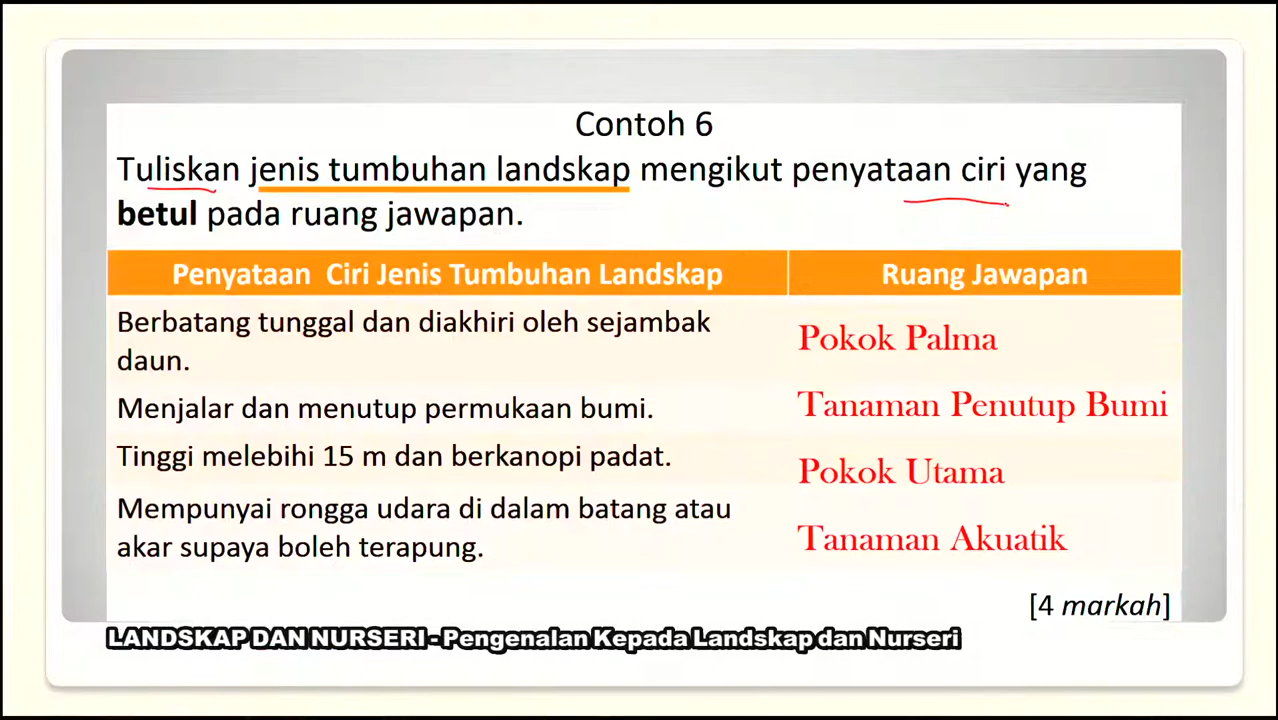 Contoh 6
Tuliskan jenis tumbuhan landskap mengikut penyataan ciri yang
betul pada ruang jawapan.
Penyataan Ciri Jenis Tumbuhan Landskap
Ruang Jawapan
Berbatang tunggal dan diakhiri oleh sejambak
daun.
Pokok Palma
Menjalar dan menutup permukaan bumi.
Tanaman Penutup Bumi
Tinggi melebihi 15 m dan berkanopi padat.
Pokok Utama
Mempunyai rongga udara di dalam batang atau
akar supaya boleh terapung.
Tanaman Akuatik
[4 markah]
LANDSKAP DAN NURSERI - Pengenalan Kepada Landskap dan Nurseri